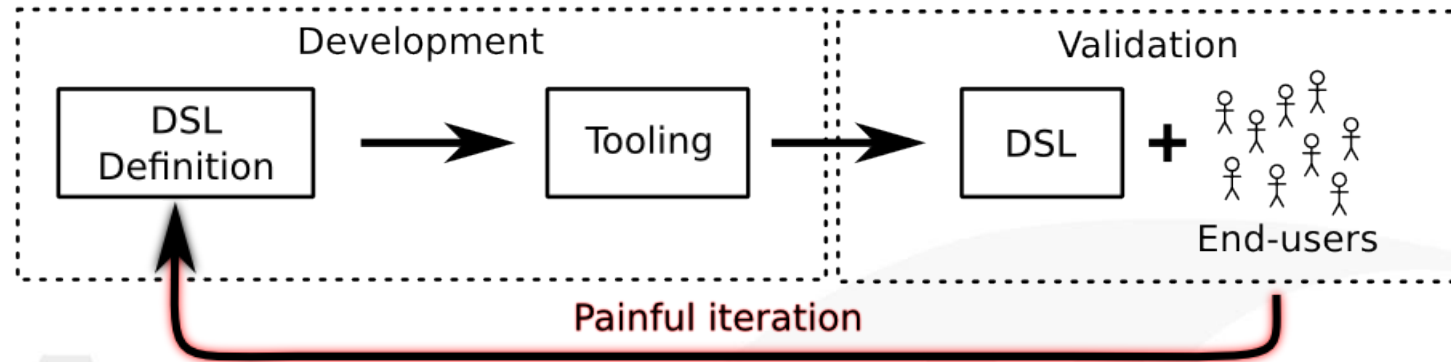 Development
Validation
DSL
Definition
Tooling
DSL
+
End-users
Painful iteration